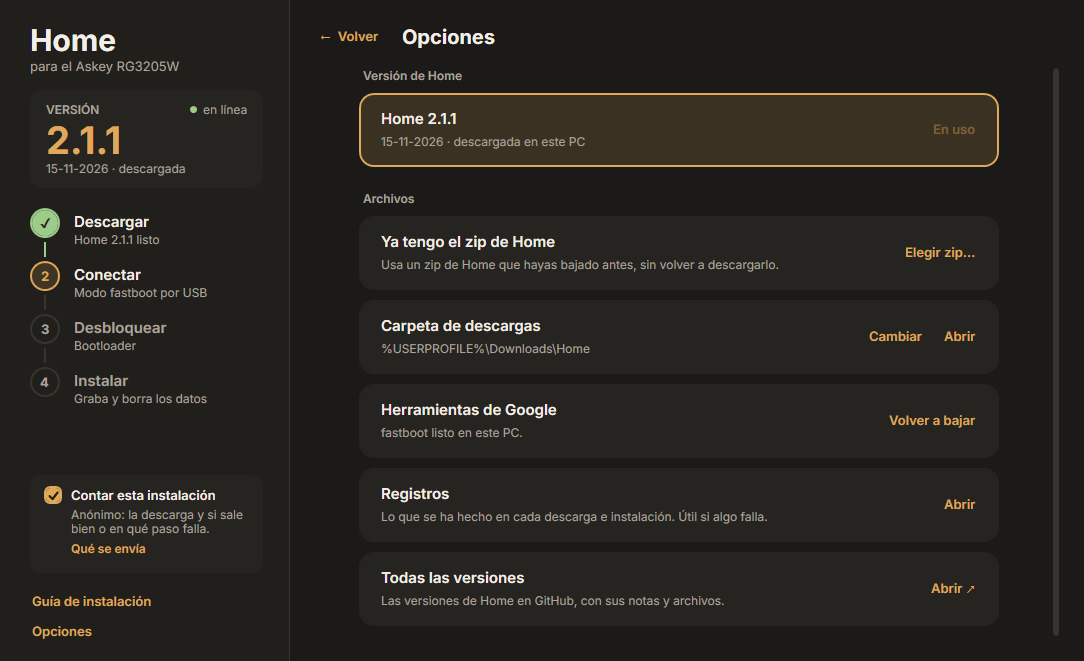 Home
para el Askey RG3205W
VERSIÓN
en línea
2.1.1
15-11-2026 · descargada
✓
Descargar
Home 2.1.1 listo
2
Conectar
Modo fastboot por USB
3
Desbloquear
Bootloader
4
Instalar
Graba y borra los datos
Contar esta instalación
Anónimo: la descarga y si sale
bien o en qué paso falla.
Qué se envía
Guía de instalación
Opciones
← Volver
Opciones
Versión de Home
Home 2.1.1
15-11-2026 · descargada en este PC
En uso
Archivos
Ya tengo el zip de Home
Usa un zip de Home que hayas bajado antes, sin volver a descargarlo.
Elegir zip...
Carpeta de descargas
%USERPROFILE%\Downloads\Home
Cambiar
Abrir
Herramientas de Google
fastboot listo en este PC.
Volver a bajar
Registros
Lo que se ha hecho en cada descarga e instalación. Útil si algo falla.
Abrir
Todas las versiones
Las versiones de Home en GitHub, con sus notas y archivos.
Abrir ↗